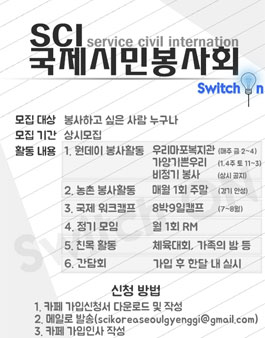 SCI service civil internation
국제시민봉사회
Switch On
모집 대상 봉사하고 싶은 사람 누구나
모집 기간 상시모집
활동 내용 1. 원데이 봉사활동 우리마포복지관 (매주 금 2~4)
가양기쁜우리 (1.4주 토 11~3)
비정기 봉사 (상시 공지)
2. 농촌 봉사활동 매월 1회 주말 (경기 안성)
3. 국제 워크캠프 8박9일캠프 (7~8월)
4. 정기 모임 월 1회 RM
5. 친목 활동 체육대회, 가족의 밤 등
6. 간담회 가입 후 한달 내 실시
신청 방법
1. 카페 가입신청서 다운로드 및 작성
2. 메일로 발송(scikoreaseoulgyenggi@gmail.com)
3. 카페 가입인사 작성